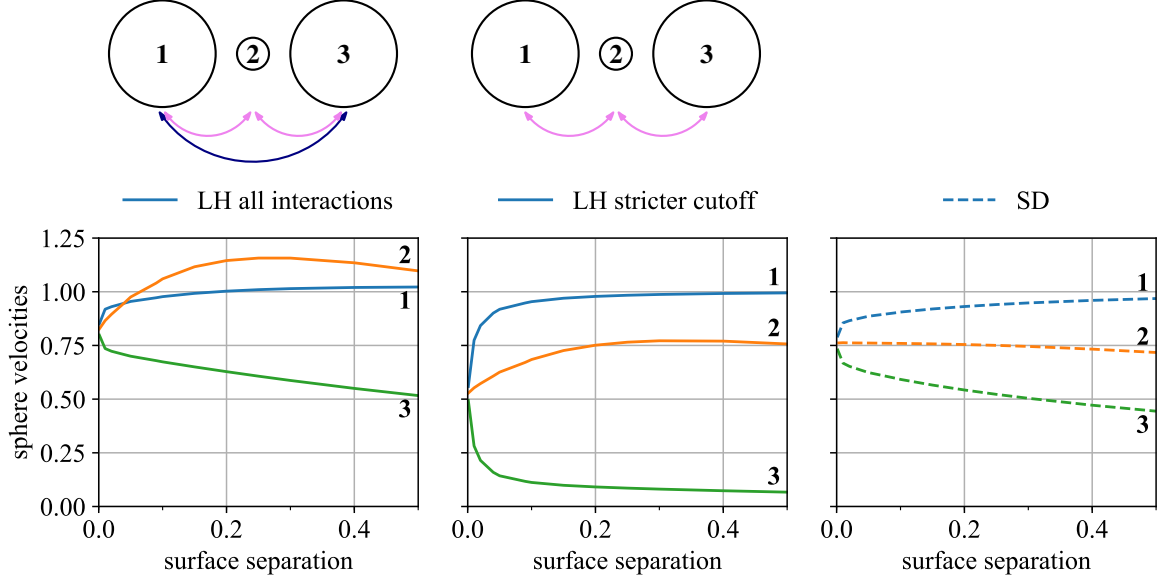 1 2 3 1 2 3
LH all interactions LH stricter cutoff SD
sphere velocities
1.25
1.00
0.75
0.50
0.25
0.00
2
1
3
0.0 0.2 0.4
surface separation
1
2
3
0.0 0.2 0.4
surface separation
1
2
3
0.0 0.2 0.4
surface separation